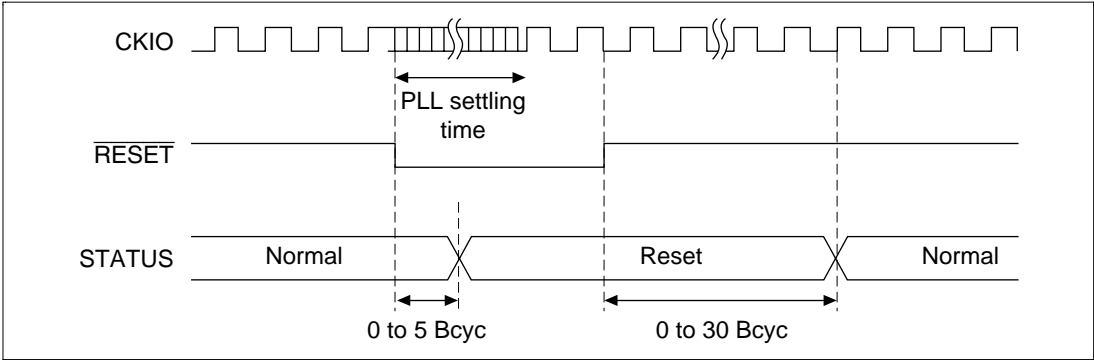 CKIO
PLL settling
time
RESET
STATUS
Normal
Reset
Normal
0 to 5 Bcyc
0 to 30 Bcyc